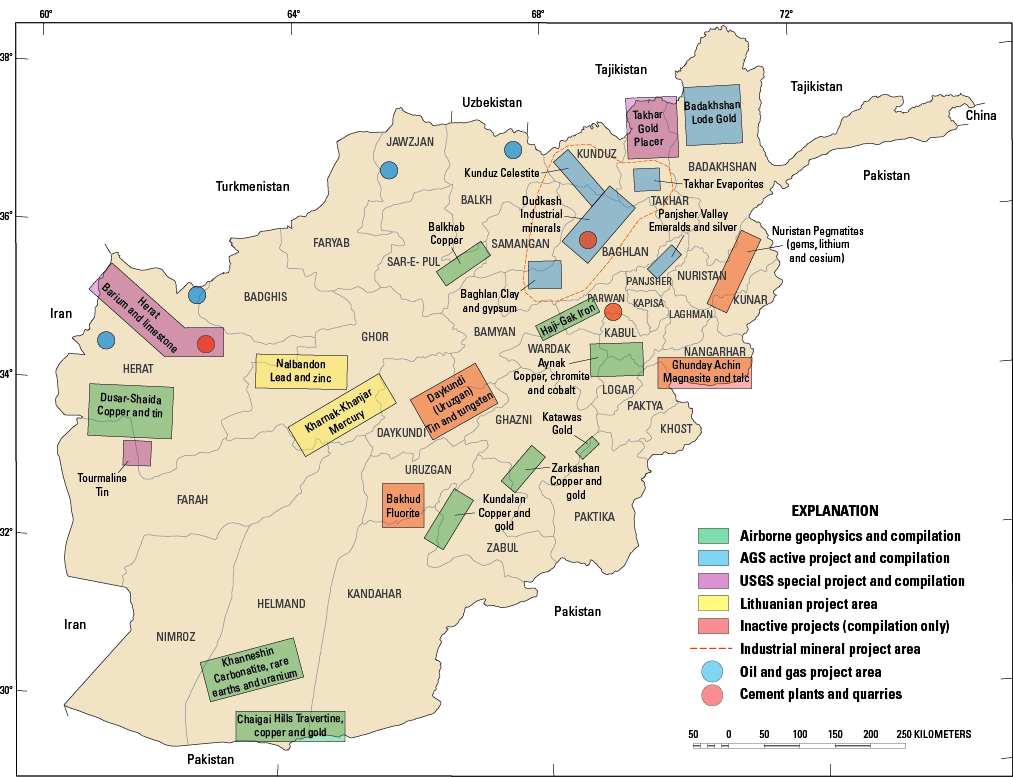 60°
64°
68°
72°
38°
36°
34°
32°
30°
Tajikistan
Tajikistan
Uzbekistan
China
Turkmenistan
Pakistan
Iran
Iran
Pakistan
Pakistan
JAWZJAN
BALKH
KUNDUZ
BADAKHSHAN
TAKHAR
FARYAB
SAR-E- PUL
SAMANGAN
BAGHLAN
PANJSHER
NURISTAN
KUNAR
BADGHIS
PARWAN
KAPISA
LAGHMAN
GHOR
BAMYAN
KABUL
WARDAK
NANGARHAR
HERAT
LOGAR
PAKTYA
KHOST
GHAZNI
DAYKUNDI
URUZGAN
PAKTIKA
FARAH
ZABUL
KANDAHAR
HELMAND
NIMROZ
Takhar
Gold
Placer
Badakhshan
Lode Gold
Kunduz Celestite
Takhar Evaporites
Dudkash
Industrial
minerals
Panjsher Valley
Emeralds and silver
Nuristan Pegmatites
(gems, lithium
and casium)
Balkhab
Copper
Baghlan Clay
and gypsum
Haji-Gak Iron
Herat
Barium and limestone
Nalbandon
Lead and zinc
Aynak
Copper, chromite
and cobalt
Ghunday Achin
Magnesite and talc
Dusar-Shaida
Copper and tin
Kharnak-Khanjar
Mercury
Daykundi
(Uruzgan)
Tin and tungsten
Katawas
Gold
Tourmaline
Tin
Zarkashan
Copper and
gold
Bakhud
Fluorite
Kundalan
Copper and
gold
Khanneshin
Carbonatite, rare
earths and uranium
Chaigai Hills Travertine,
copper and gold
EXPLANATION
Airborne geophysics and compilation
AGS active project and compilation
USGS special project and compilation
Lithuanian project area
Inactive projects (compilation only)
Industrial mineral project area
Oil and gas project area
Cement plants and quarries
50 0 50 100 150 200 250 KILOMETERS